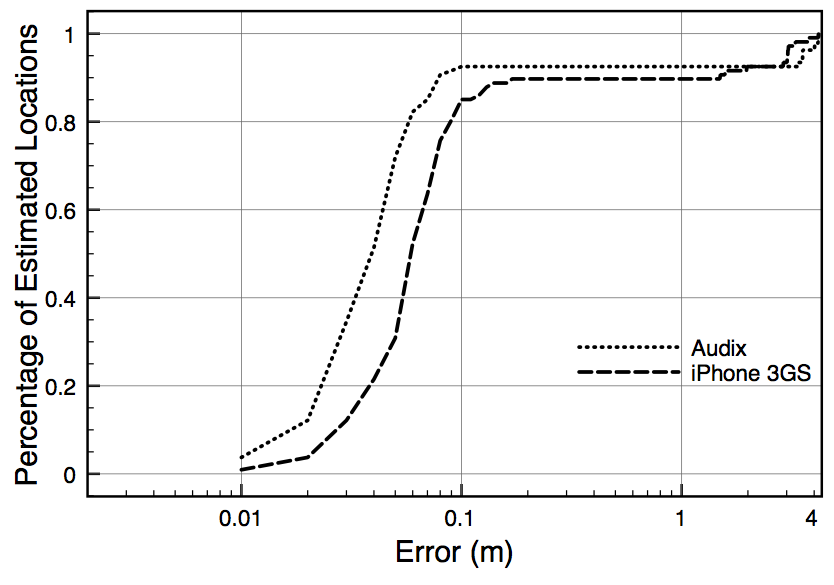 Percentage of Estimated Locations
1
0.8
0.6
0.4
0.2
0
Audix
iPhone 3GS
0.01 0.1 1 4
Error (m)